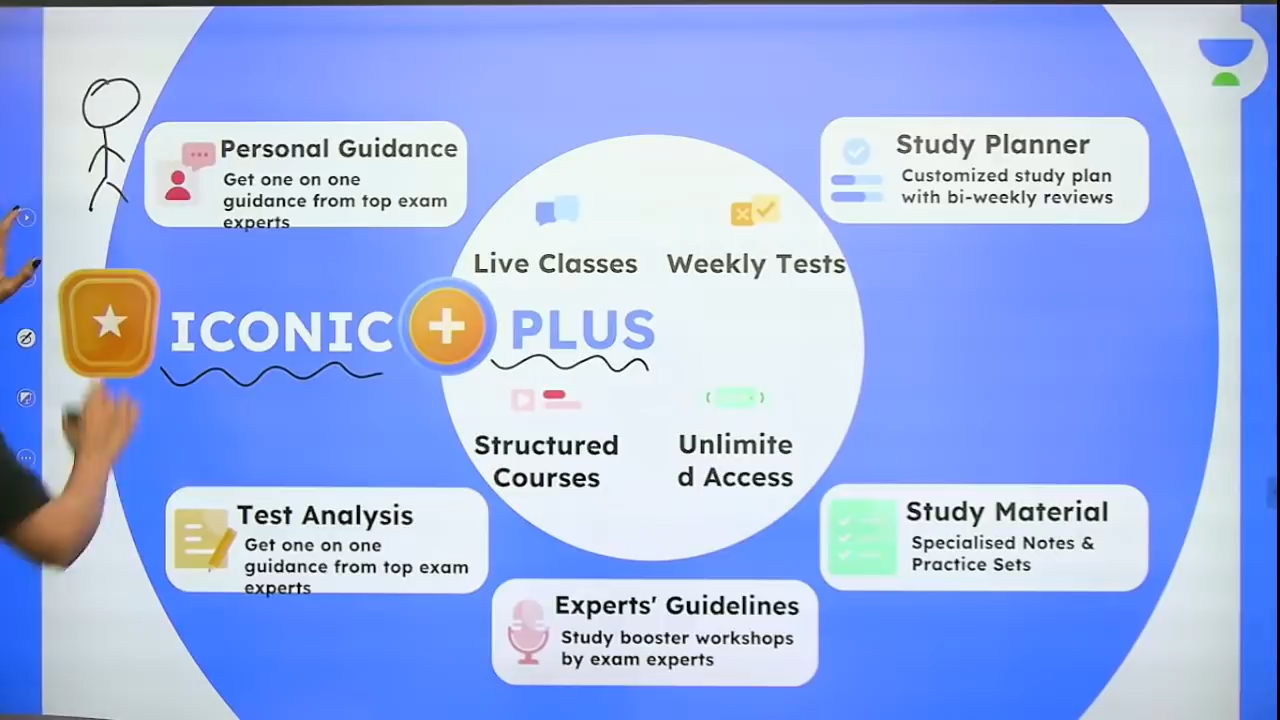 Personal Guidance
Get one on one
guidance from top exam
experts
Study Planner
Customized study plan
with bi-weekly reviews
Live Classes
Weekly Tests
ICONIC + PLUS
Structured
Courses
Unlimite
d Access
Test Analysis
Get one on one
guidance from top exam
experts
Study Material
Specialised Notes &
Practice Sets
Experts' Guidelines
Study booster workshops
by exam experts